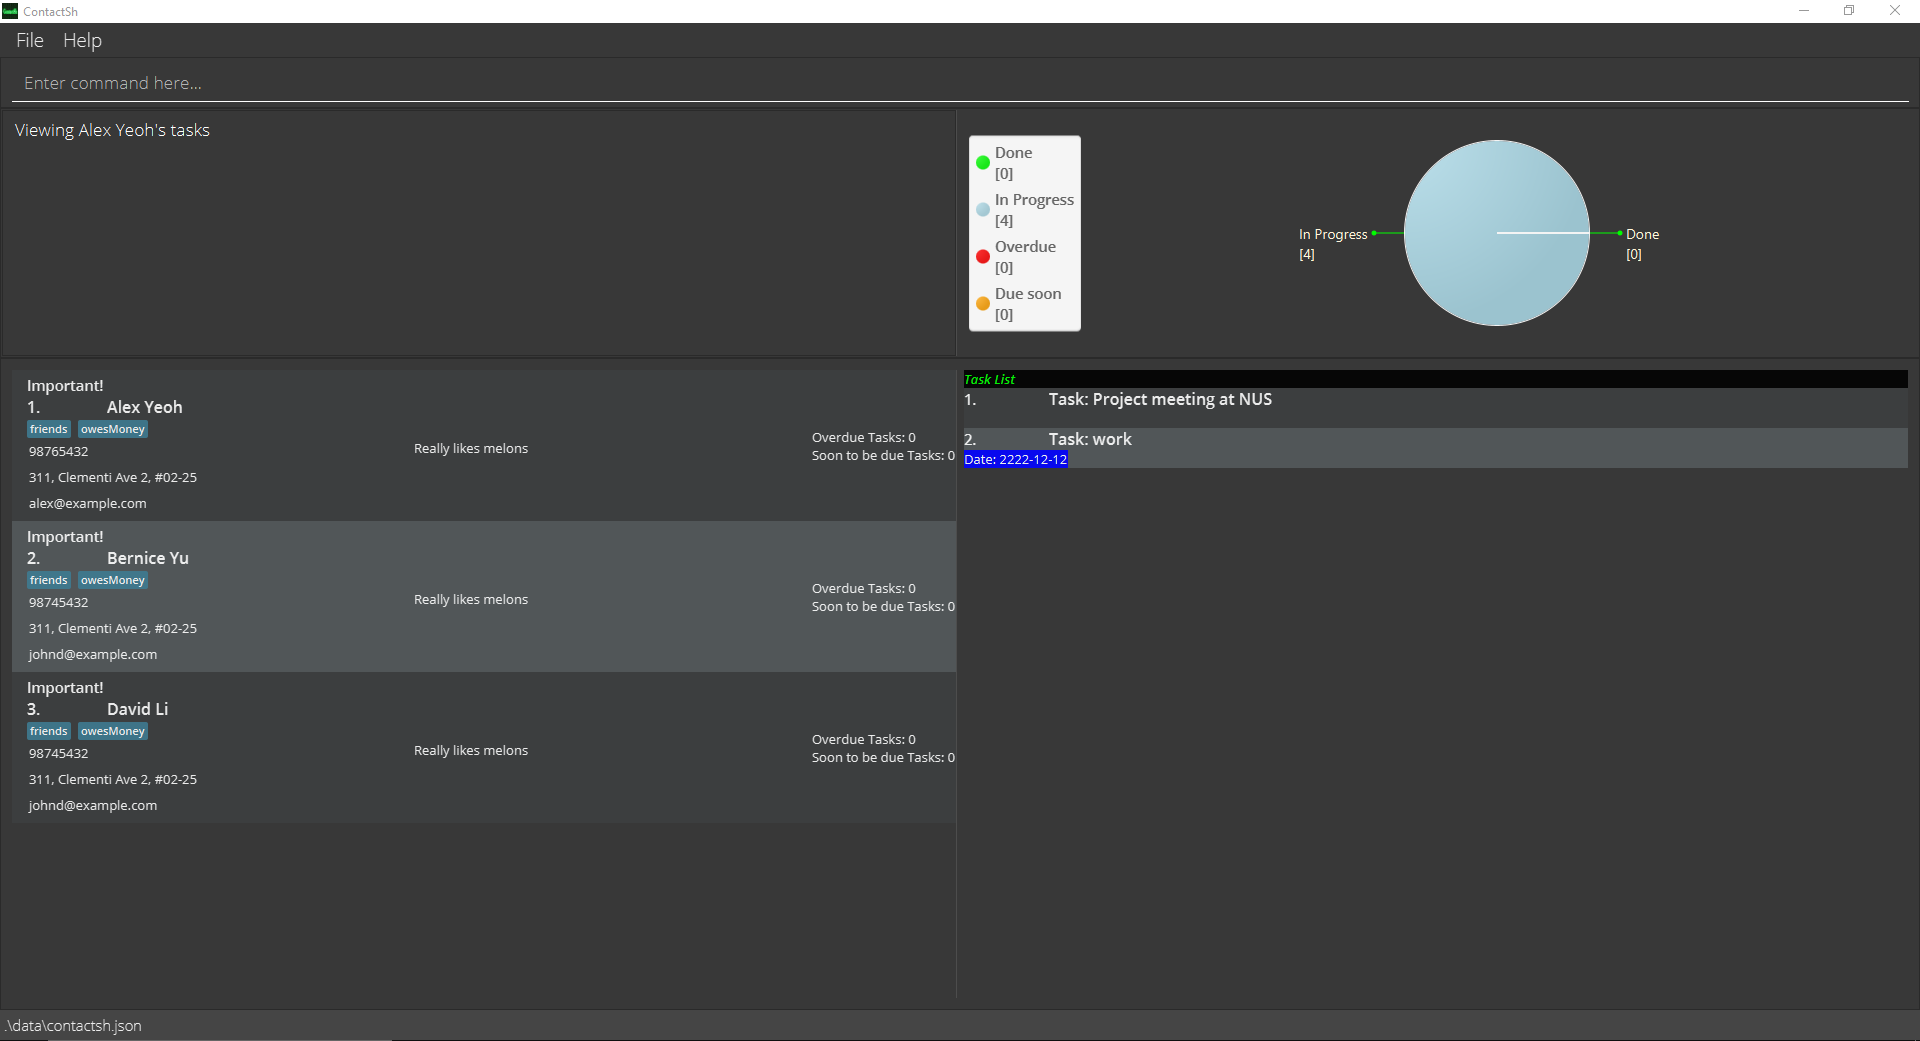 ContactSh
File Help
Enter command here...
Viewing Alex Yeoh's tasks
Done
[0]
In Progress
[4]
Overdue
[0]
Due soon
[0]
In Progress
[4]
Done
[0]
Important!
1. Alex Yeoh
friends owesMoney
98765432
311, Clementi Ave 2, #02-25
alex@example.com
Really likes melons
Overdue Tasks: 0
Soon to be due Tasks: 0
Important!
2. Bernice Yu
friends owesMoney
98745432
311, Clementi Ave 2, #02-25
johnd@example.com
Really likes melons
Overdue Tasks: 0
Soon to be due Tasks: 0
Important!
3. David Li
friends owesMoney
98745432
311, Clementi Ave 2, #02-25
johnd@example.com
Really likes melons
Overdue Tasks: 0
Soon to be due Tasks: 0
Task List
1. Task: Project meeting at NUS
2. Task: work
Date: 2222-12-12
.\data\contactsh.json